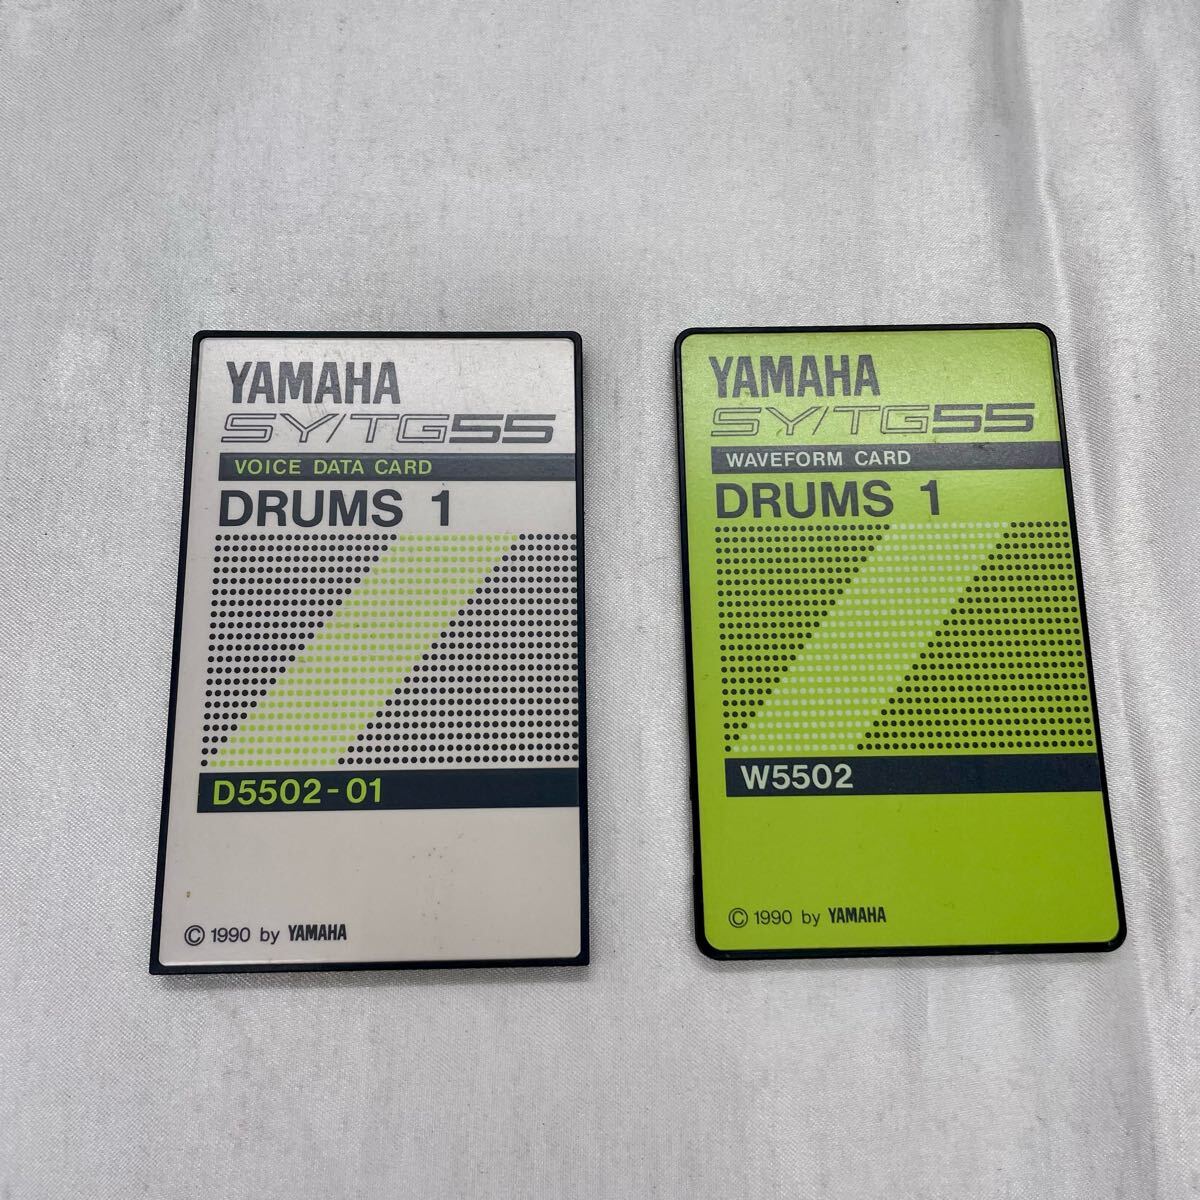 YAMAHA
SY/TG55
VOICE DATA CARD
DRUMS 1
D5502-01
© 1990 by YAMAHA
YAMAHA
SY/TG55
WAVEFORM CARD
DRUMS 1
W5502
© 1990 by YAMAHA